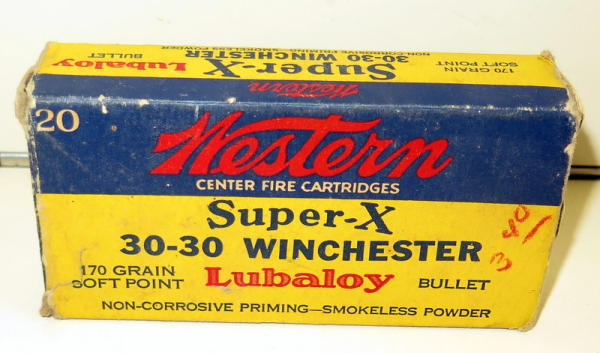 170 GRAIN
SOFT POINT
Super-X
30-30 WINCHESTER
Lubaloy
BULLET
NON-CORROSIVE PRIMING—SMOKELESS POWDER
Western
20
Western
CENTER FIRE CARTRIDGES
Super-X
30-30 WINCHESTER
170 GRAIN
SOFT POINT
Lubaloy
BULLET
NON-CORROSIVE PRIMING—SMOKELESS POWDER